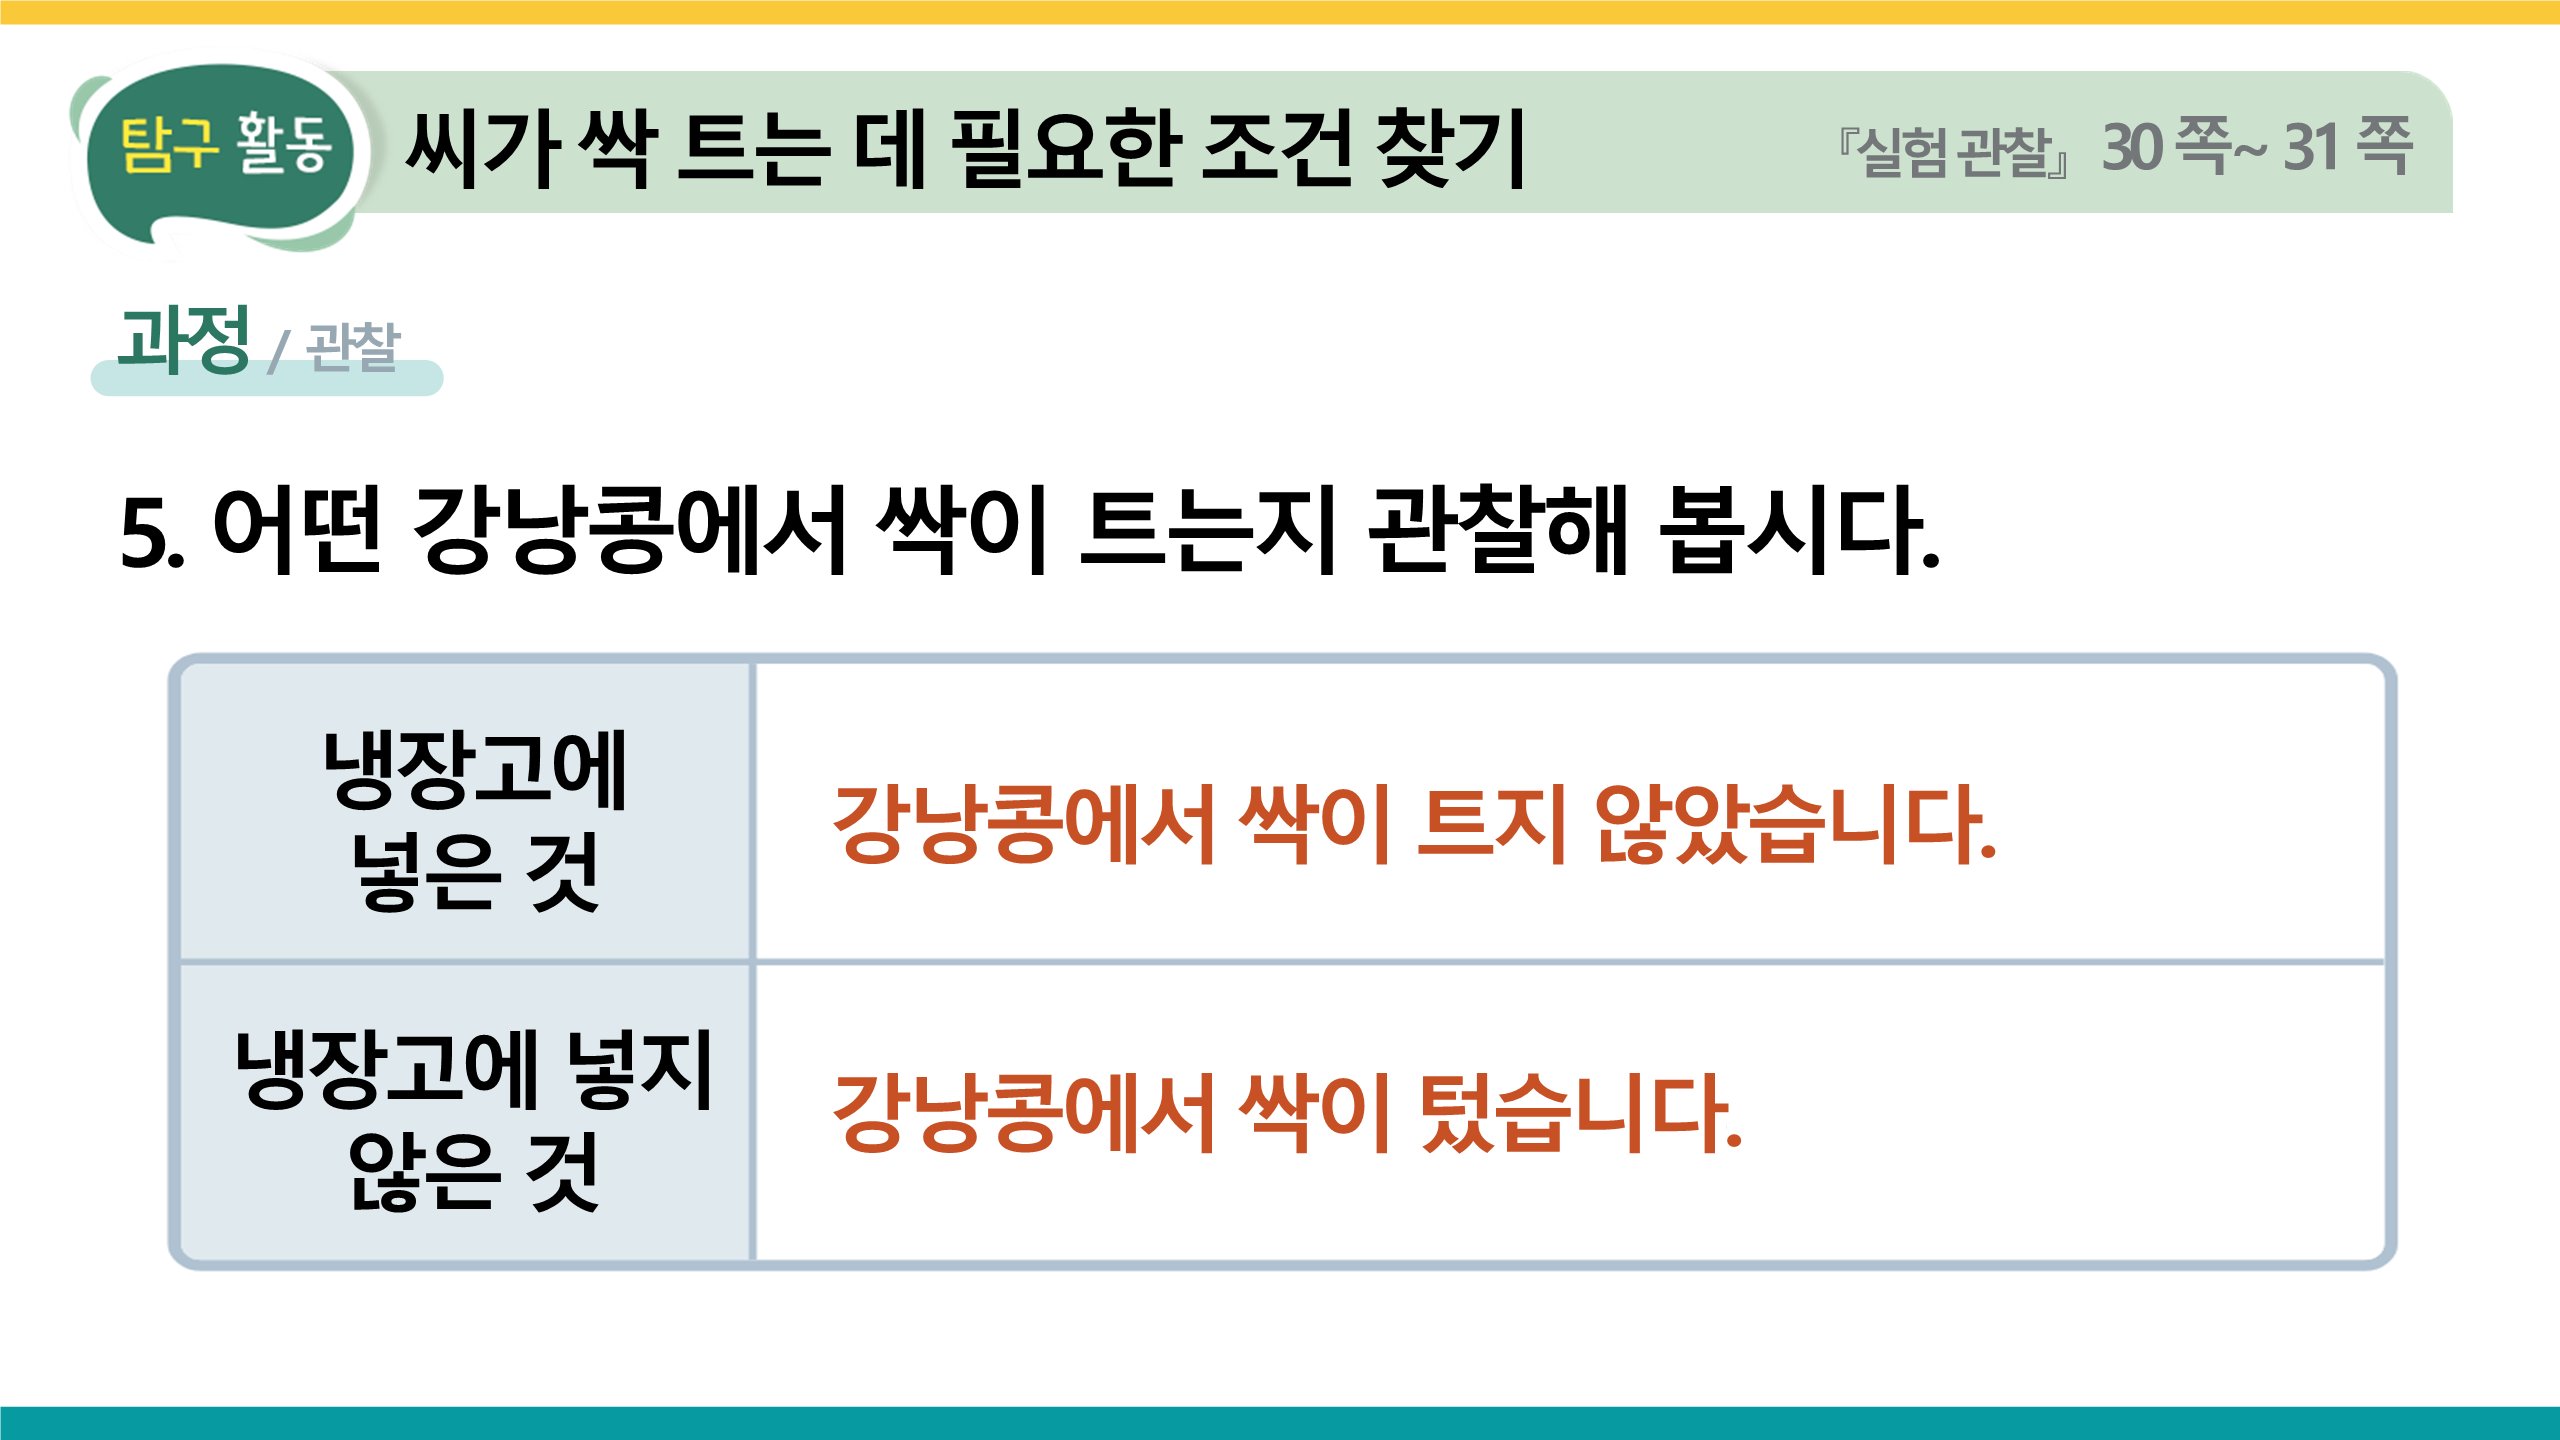 탐구 활동
씨가 싹 트는 데 필요한 조건 찾기
『실험 관찰』 30 쪽~ 31 쪽
과정 / 관찰
5. 어떤 강낭콩에서 싹이 트는지 관찰해 봅시다.
냉장고에
넣은 것
강낭콩에서 싹이 트지 않았습니다.
냉장고에 넣지
않은 것
강낭콩에서 싹이 텄습니다.